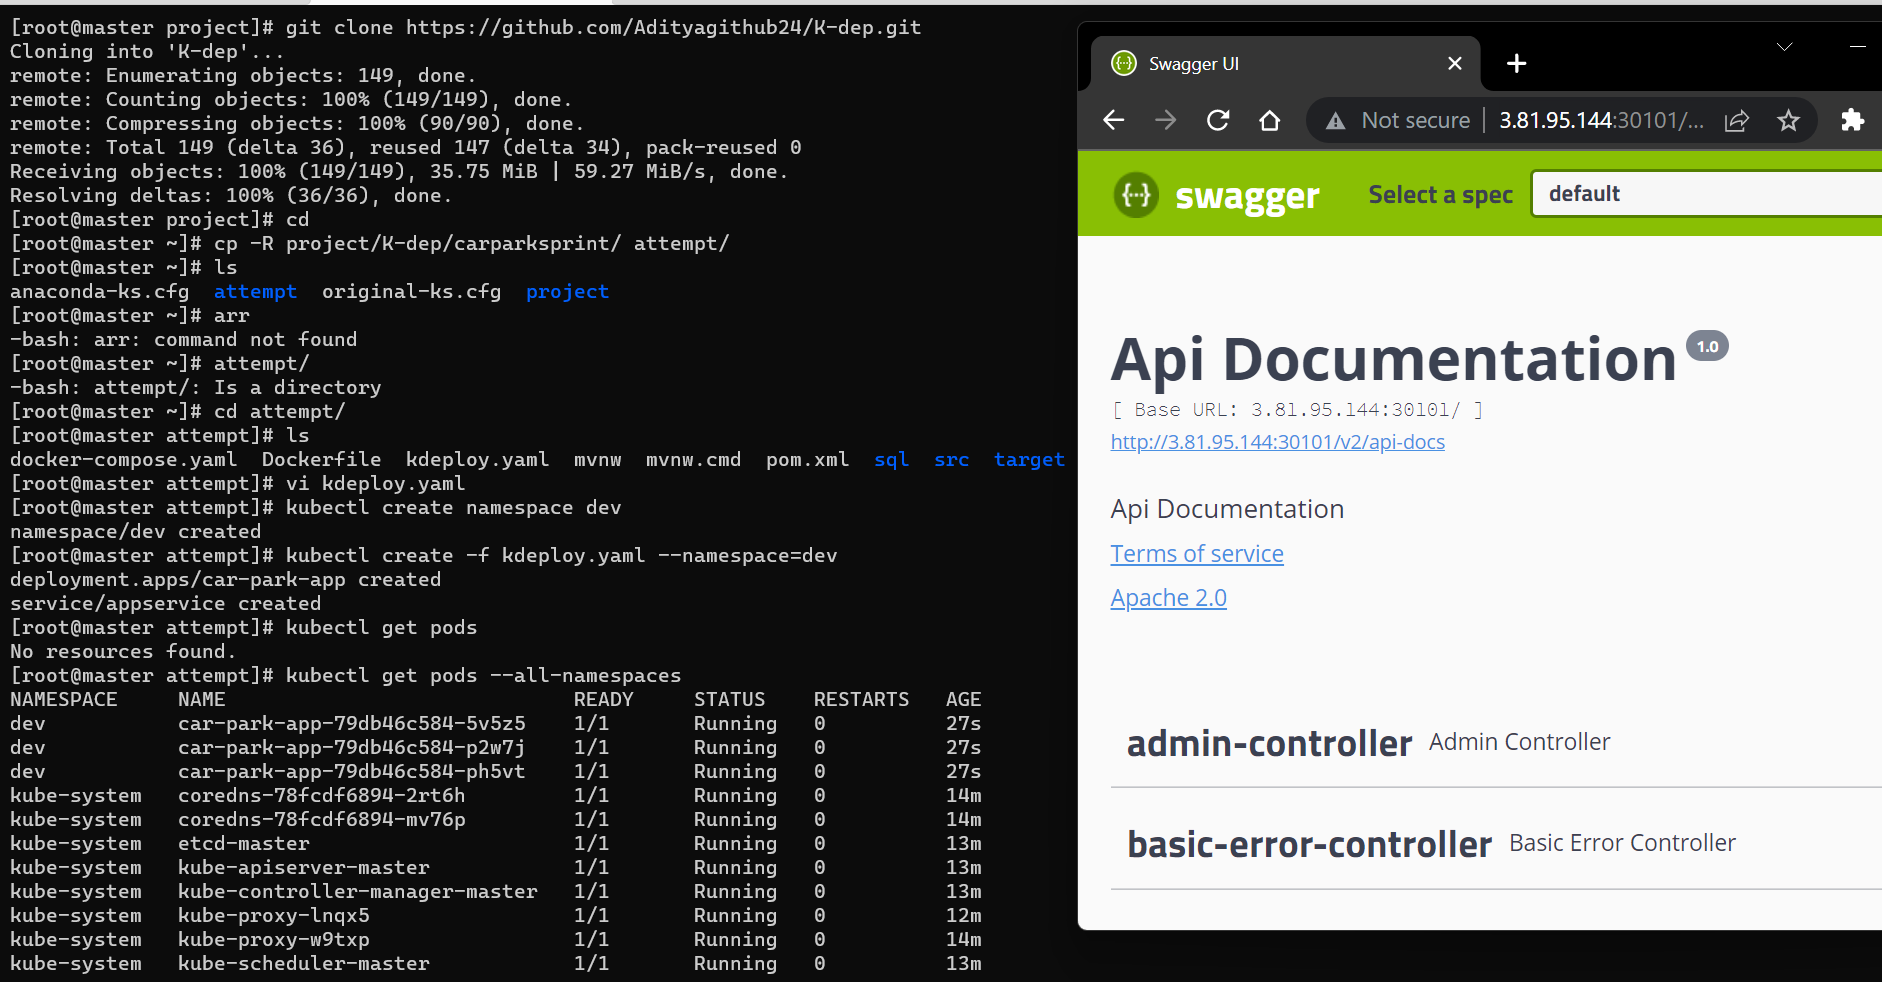 [root@master project]# git clone https://github.com/Adityagithub24/K-dep.git
Cloning into 'K-dep'...
remote: Enumerating objects: 149, done.
remote: Counting objects: 100% (149/149), done.
remote: Compressing objects: 100% (90/90), done.
remote: Total 149 (delta 36), reused 147 (delta 34), pack-reused 0
Receiving objects: 100% (149/149), 35.75 MiB | 59.27 MiB/s, done.
Resolving deltas: 100% (36/36), done.
[root@master project]# cd
[root@master ~]# cp -R project/K-dep/carparksprint/ attempt/
[root@master ~]# ls
anaconda-ks.cfg  attempt  original-ks.cfg  project
[root@master ~]# arr
-bash: arr: command not found
[root@master ~]# attempt/
-bash: attempt/: Is a directory
[root@master ~]# cd attempt/
[root@master attempt]# ls
docker-compose.yaml  Dockerfile  kdeploy.yaml  mvnw  mvnw.cmd  pom.xml  sql  src  target
[root@master attempt]# vi kdeploy.yaml
[root@master attempt]# kubectl create namespace dev
namespace/dev created
[root@master attempt]# kubectl create -f kdeploy.yaml --namespace=dev
deployment.apps/car-park-app created
service/appservice created
[root@master attempt]# kubectl get pods
No resources found.
[root@master attempt]# kubectl get pods --all-namespaces
NAMESPACE     NAME                             READY     STATUS    RESTARTS   AGE
dev           car-park-app-79db46c584-5v5z5    1/1       Running   0          27s
dev           car-park-app-79db46c584-p2w7j    1/1       Running   0          27s
dev           car-park-app-79db46c584-ph5vt    1/1       Running   0          27s
kube-system   coredns-78fcdf6894-2rt6h         1/1       Running   0          14m
kube-system   coredns-78fcdf6894-mv76p         1/1       Running   0          14m
kube-system   etcd-master                      1/1       Running   0          13m
kube-system   kube-apiserver-master            1/1       Running   0          13m
kube-system   kube-controller-manager-master   1/1       Running   0          13m
kube-system   kube-proxy-lnqx5                 1/1       Running   0          12m
kube-system   kube-proxy-w9txp                 1/1       Running   0          14m
kube-system   kube-scheduler-master            1/1       Running   0          13m
Swagger UI
Not secure | 3.81.95.144:30101/...
{···} swagger Select a spec default
Api Documentation 1.0
[ Base URL: 3.81.95.144:30101/ ]
http://3.81.95.144:30101/v2/api-docs
Api Documentation
Terms of service
Apache 2.0
admin-controller Admin Controller
basic-error-controller Basic Error Controller